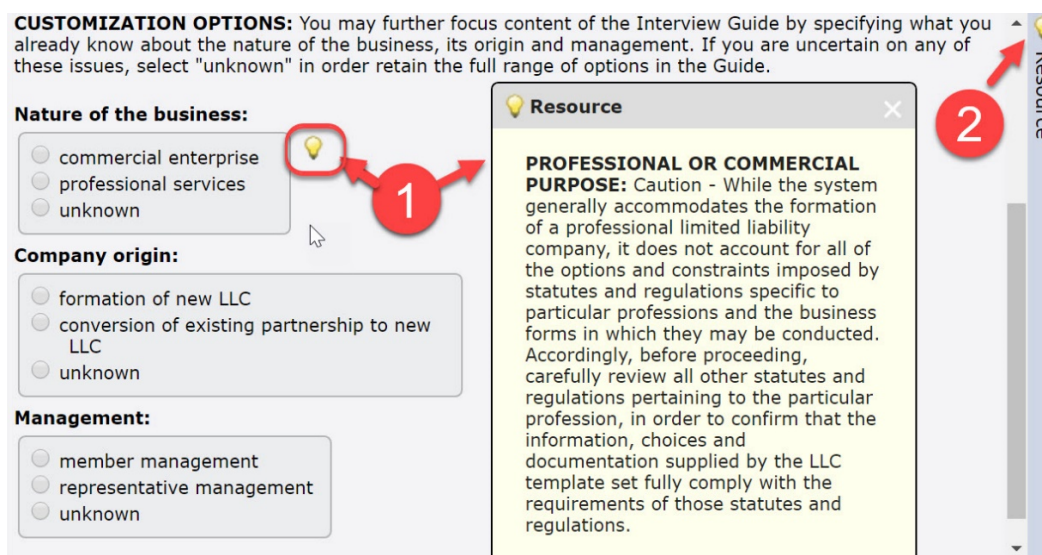 CUSTOMIZATION OPTIONS: You may further focus content of the Interview Guide by specifying what you
already know about the nature of the business, its origin and management. If you are uncertain on any of
these issues, select "unknown" in order retain the full range of options in the Guide.
Nature of the business:
commercial enterprise
professional services
unknown
1
Company origin:
formation of new LLC
conversion of existing partnership to new
LLC
unknown
Management:
member management
representative management
unknown
Resource
PROFESSIONAL OR COMMERCIAL
PURPOSE: Caution - While the system
generally accommodates the formation
of a professional limited liability
company, it does not account for all of
the options and constraints imposed by
statutes and regulations specific to
particular professions and the business
forms in which they may be conducted.
Accordingly, before proceeding,
carefully review all other statutes and
regulations pertaining to the particular
profession, in order to confirm that the
information, choices and
documentation supplied by the LLC
template set fully comply with the
requirements of those statutes and
regulations.
2
Resource